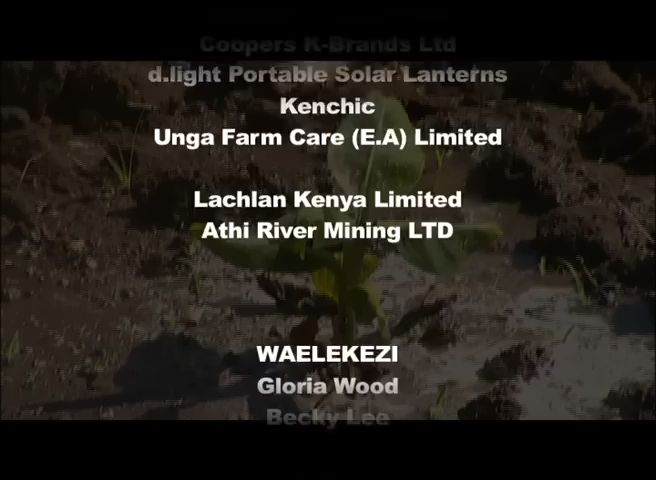 Coopers K-Brands Ltd
d.light Portable Solar Lanterns
Kenchic
Unga Farm Care (E.A) Limited
Lachlan Kenya Limited
Athi River Mining LTD
WAELEKEZI
Gloria Wood
Becky Lee